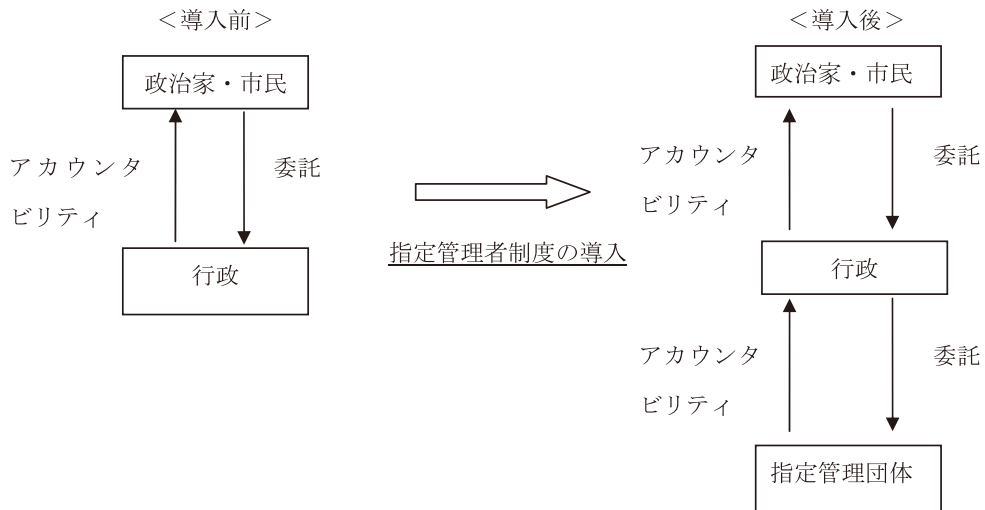 ＜導入前＞
政治家・市民
アカウンタ
ビリティ
委託
行政
指定管理者制度の導入
＜導入後＞
政治家・市民
アカウンタ
ビリティ
委託
行政
アカウンタ
ビリティ
委託
指定管理団体